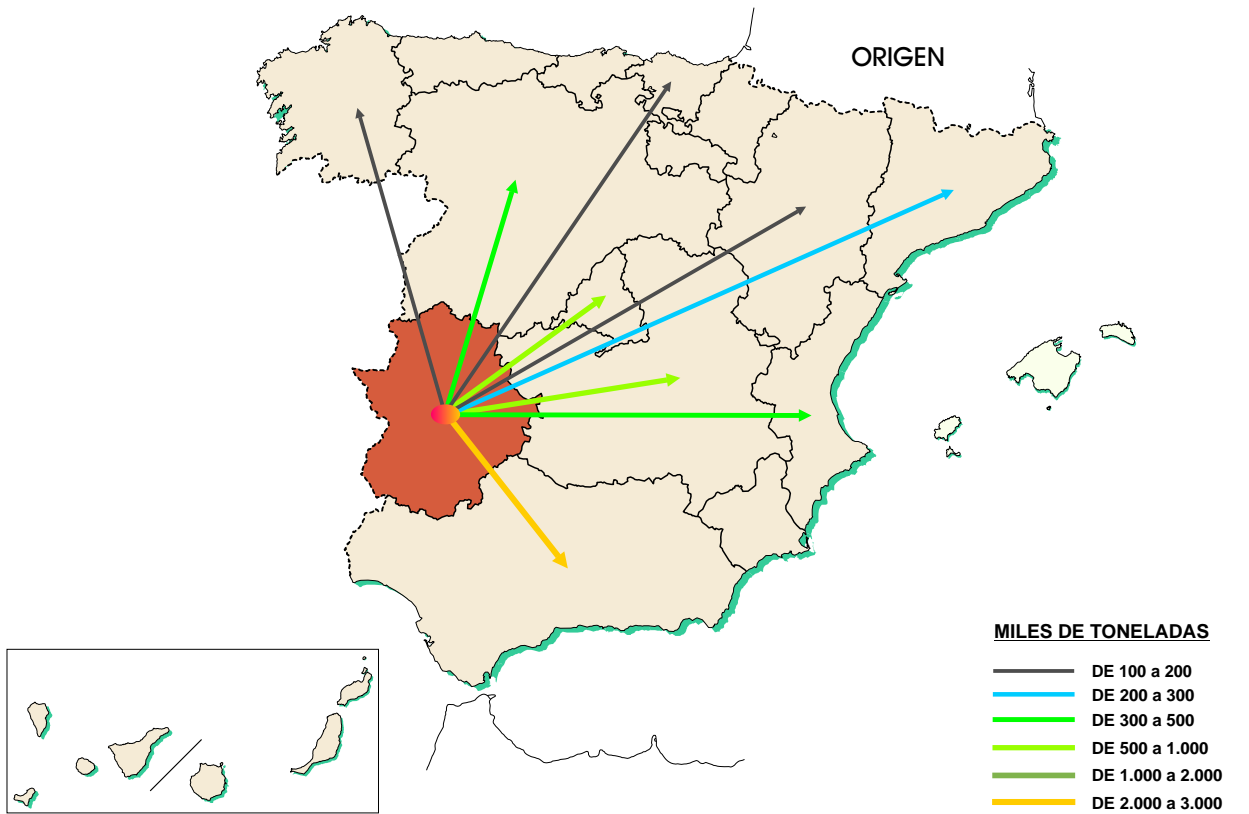 ORIGEN
MILES DE TONELADAS
DE 100 a 200
DE 200 a 300
DE 300 a 500
DE 500 a 1.000
DE 1.000 a 2.000
DE 2.000 a 3.000